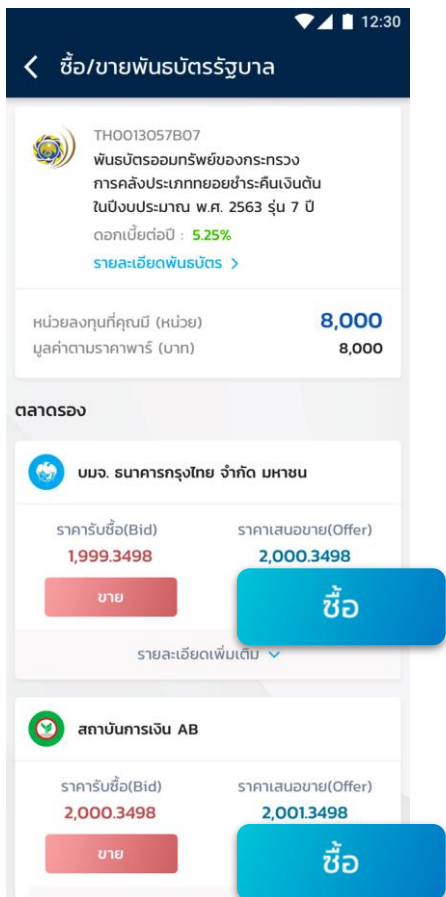 12:30
ซื้อ/ขายพันธบัตรรัฐบาล
TH0013057B07
พันธบัตรออมทรัพย์ของกระทรวง
การคลังประเภททยอยชำระคืนเงินต้น
ในปีงบประมาณ พ.ศ. 2563 รุ่น 7 ปี
ดอกเบี้ยต่อปี : 5.25%
รายละเอียดพันธบัตร >
หน่วยลงทุนที่คุณมี (หน่วย) 8,000
มูลค่าตามราคาพาร์ (บาท) 8,000
ตลาดรอง
บมจ. ธนาคารกรุงไทย จำกัด มหาชน
ราคารับซื้อ(Bid) ราคาเสนอขาย(Offer)
1,999.3498 2,000.3498
ขาย ซื้อ
รายละเอียดเพิ่มเติม
สถาบันการเงิน AB
ราคารับซื้อ(Bid) ราคาเสนอขาย(Offer)
2,000.3498 2,001.3498
ขาย ซื้อ